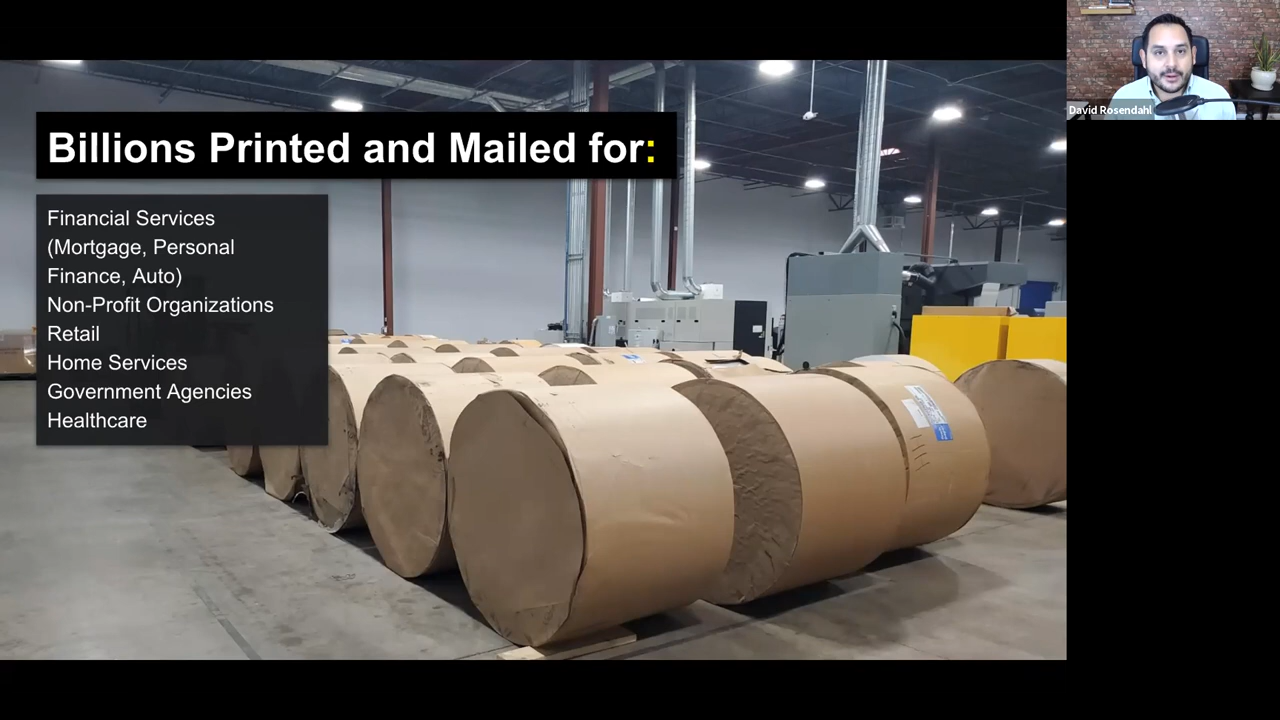 Billions Printed and Mailed for:
Financial Services
(Mortgage, Personal
Finance, Auto)
Non-Profit Organizations
Retail
Home Services
Government Agencies
Healthcare
David Rosendahl